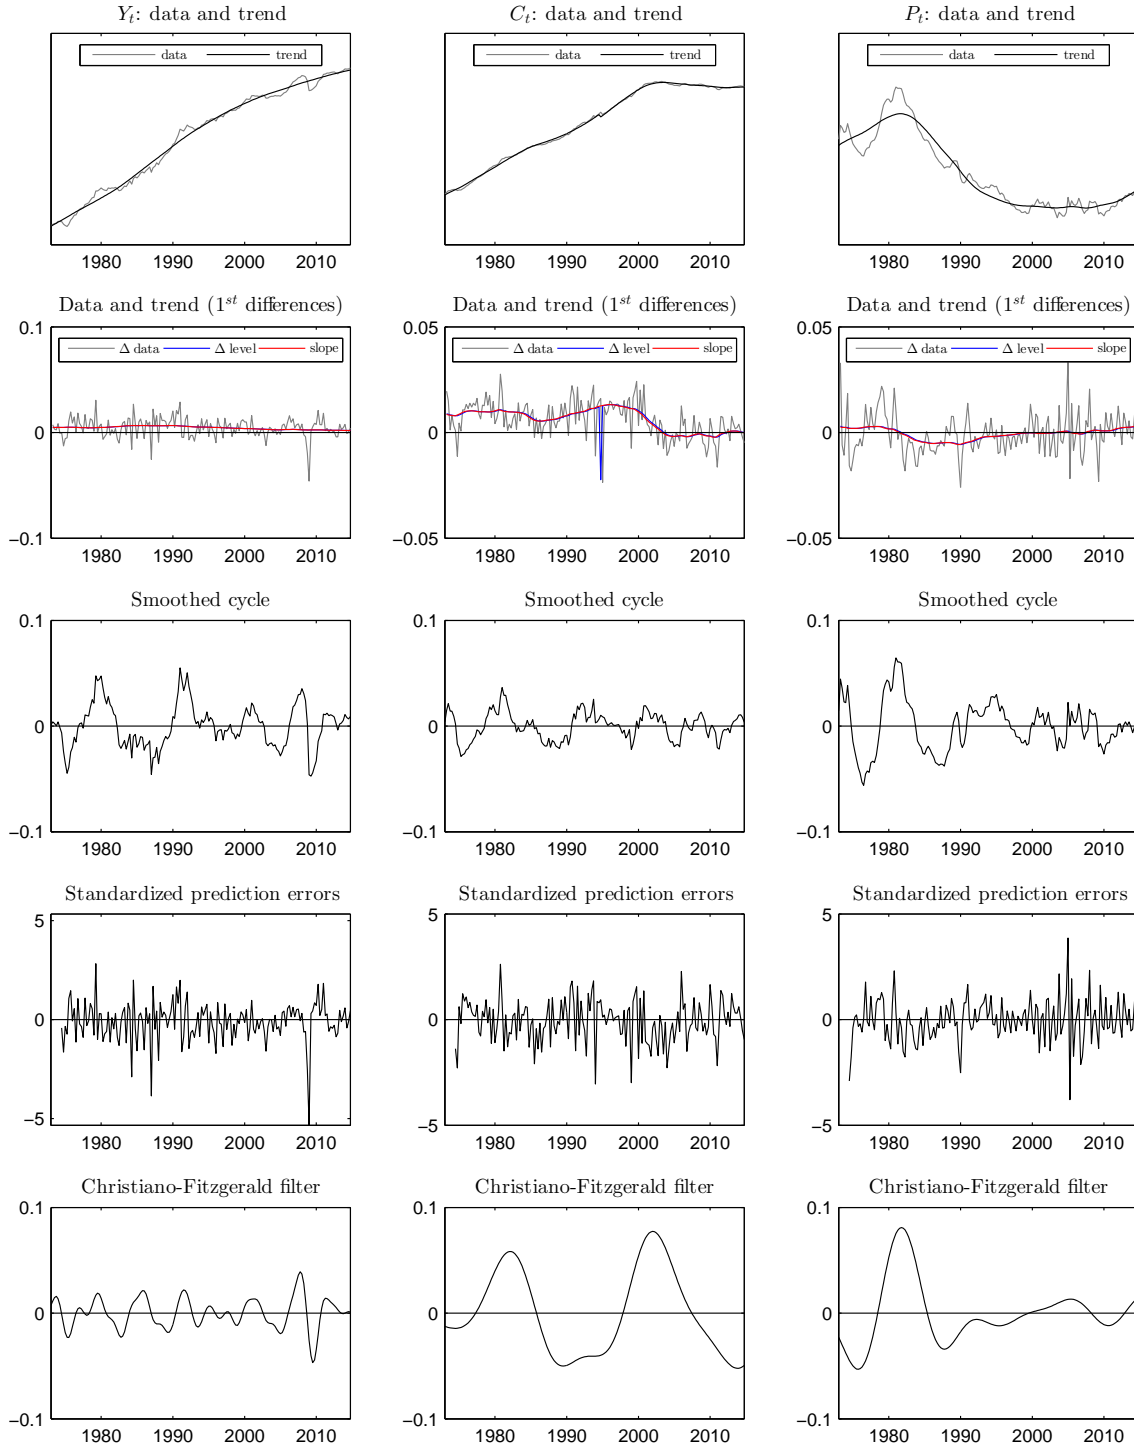 Yₜ: data and trend
Cₜ: data and trend
Pₜ: data and trend
data trend
data trend
data trend
1980 1990 2000 2010
1980 1990 2000 2010
1980 1990 2000 2010
Data and trend (1ˢᵗ differences)
Data and trend (1ˢᵗ differences)
Data and trend (1ˢᵗ differences)
0.1
0.05
0.05
Δ data Δ level slope
Δ data Δ level slope
Δ data Δ level slope
0
0
0
−0.1
−0.05
−0.05
1980 1990 2000 2010
1980 1990 2000 2010
1980 1990 2000 2010
Smoothed cycle
Smoothed cycle
Smoothed cycle
0.1
0.1
0.1
0
0
0
−0.1
−0.1
−0.1
1980 1990 2000 2010
1980 1990 2000 2010
1980 1990 2000 2010
Standardized prediction errors
Standardized prediction errors
Standardized prediction errors
5
5
5
0
0
0
−5
−5
−5
1980 1990 2000 2010
1980 1990 2000 2010
1980 1990 2000 2010
Christiano-Fitzgerald filter
Christiano-Fitzgerald filter
Christiano-Fitzgerald filter
0.1
0.1
0.1
0
0
0
−0.1
−0.1
−0.1
1980 1990 2000 2010
1980 1990 2000 2010
1980 1990 2000 2010